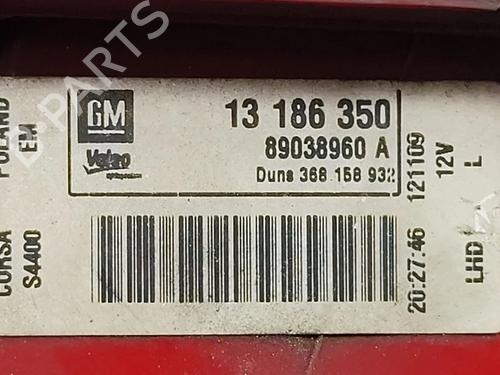 GM
13 186 350
Valeo
89038960 A
Duns 368 158 932
POLAND
EM
CORSA
S4400
121109
20:27:46
12V
L
LHD
B-PARTS